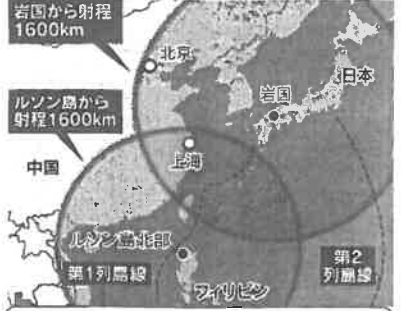 岩国から射程
1600km
北京
日本
岩国
ルソン島から
射程1600km
上海
中国
ルソン島北部
第1列島線
第2
列島線
フィリピン